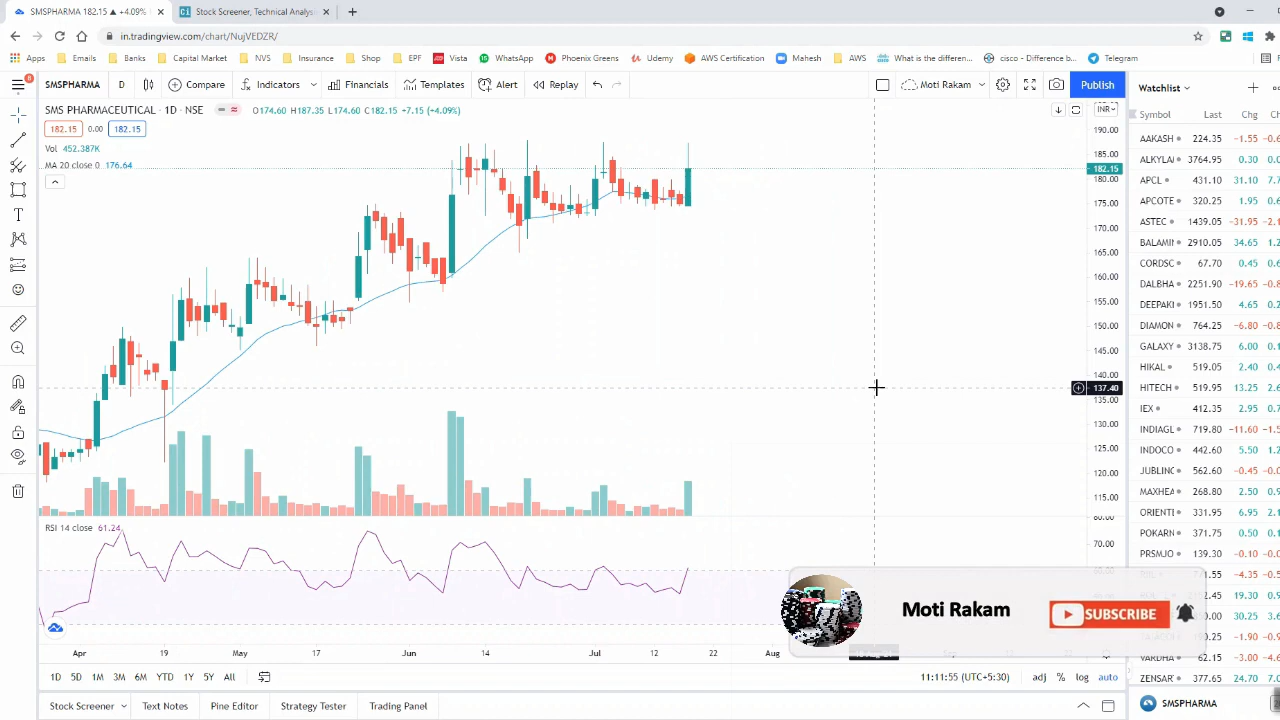 SMSPHARMA 182.15 ▲ +4.09%
Stock Screener, Technical Analysis
in.tradingview.com/chart/NujVEDZR/
Apps Emails Banks Capital Market NVS Insurance Shop EPF Vista WhatsApp Phoenix Greens Udemy AWS Certification Mahesh AWS What is the differen... cisco - Difference b... Telegram
SMSPHARMA D Compare Indicators Financials Templates Alert Replay Moti Rakam Publish
Watchlist
SMS PHARMACEUTICAL · 1D · NSE O174.60 H187.35 L174.60 C182.15 +7.15 (+4.09%)
INR
182.15 0.00 182.15
Vol 452.387K
MA 20 close 0 176.64
190.00
185.00
182.15
180.00
175.00
170.00
165.00
160.00
155.00
150.00
145.00
140.00
137.40
135.00
130.00
125.00
120.00
115.00
80.00
RSI 14 close 61.24
70.00
Apr 19 May 17 Jun 14 Jul 12 22 Aug
1D 5D 1M 3M 6M YTD 1Y 5Y All
11:11:55 (UTC+5:30) adj % log auto
Stock Screener Text Notes Pine Editor Strategy Tester Trading Panel
Symbol Last Chg
AAKASH 224.35 -1.55
ALKYLA 3764.95 0.30
APCL 431.10 31.10
APCOTE 320.25 1.95
ASTEC 1439.05 -31.95
BALAMIN 2910.05 34.65
CORDSC 67.70 0.45
DALBHA 2251.90 -19.65
DEEPAKI 1951.50 4.65
DIAMON 764.25 -6.80
GALAXY 3138.75 6.00
HIKAL 519.05 2.40
HITECH 519.95 13.25
IEX 412.35 2.95
INDIAGL 719.80 -11.60
INDOCO 442.60 5.50
JUBLINC 562.60 -0.45
MAXHEA 268.80 2.50
ORIENTI 331.95 6.95
POKARN 371.75 0.50
PRSMJO 139.30 -0.10
-4.35
19.30
30.25
-1.90
VARDHA 62.15 -3.00
ZENSAR 377.65 24.70
SMSPHARMA
Moti Rakam
SUBSCRIBE